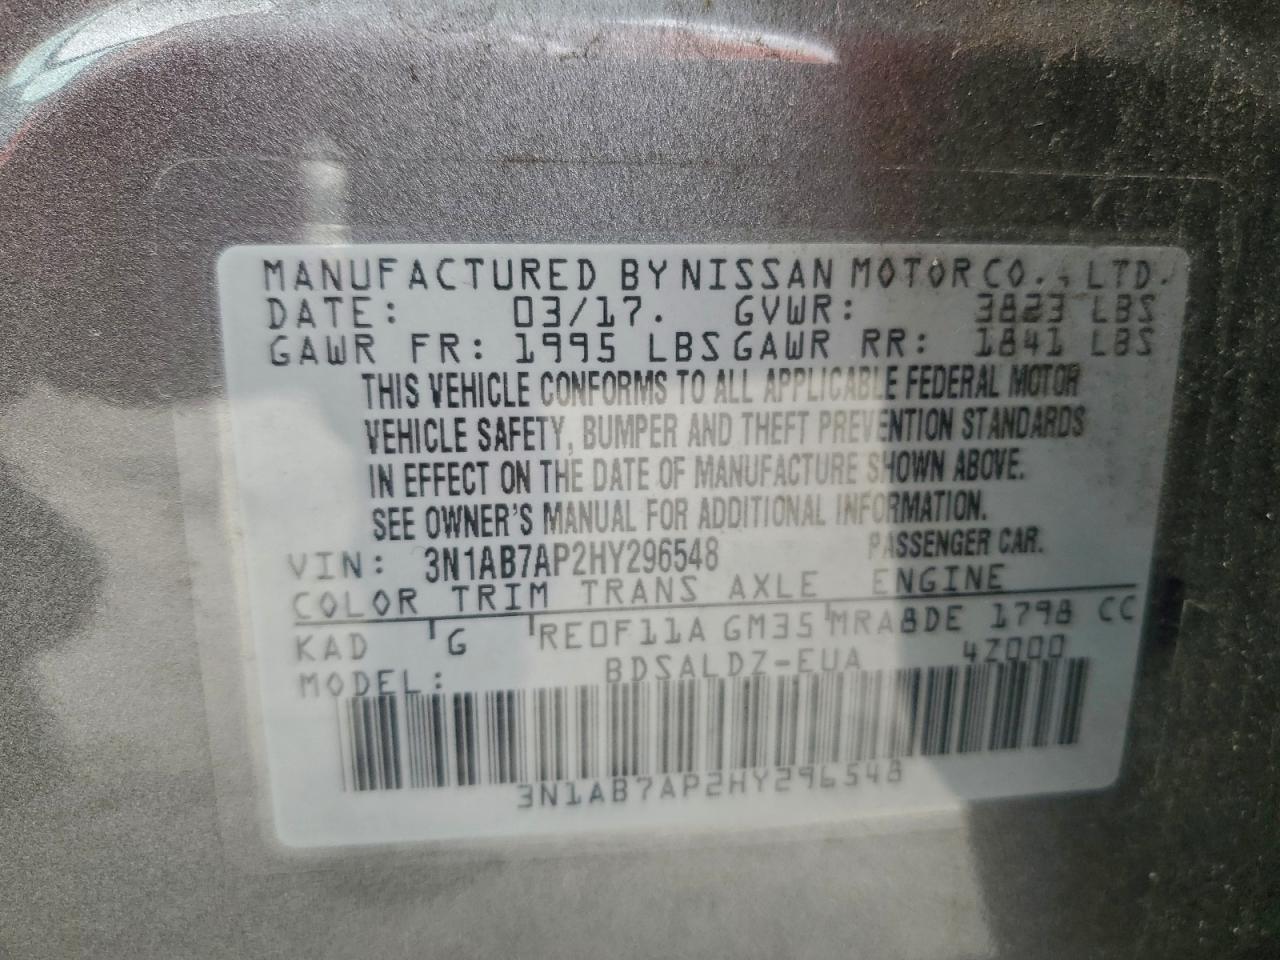 MANUFACTURED BY NISSAN MOTOR CO., LTD.
DATE: 03/17. GVWR: 3823 LBS
GAWR FR: 1995 LBS GAWR RR: 1841 LBS
THIS VEHICLE CONFORMS TO ALL APPLICABLE FEDERAL MOTOR
VEHICLE SAFETY, BUMPER AND THEFT PREVENTION STANDARDS
IN EFFECT ON THE DATE OF MANUFACTURE SHOWN ABOVE.
SEE OWNER'S MANUAL FOR ADDITIONAL INFORMATION.
VIN: 3N1AB7AP2HY296548 PASSENGER CAR.
COLOR TRIM TRANS AXLE ENGINE
KAD G RE0F11A GM35 MRA8DE 1798 CC
MODEL: BDSALDZ-EUA 4Z000
3N1AB7AP2HY296548